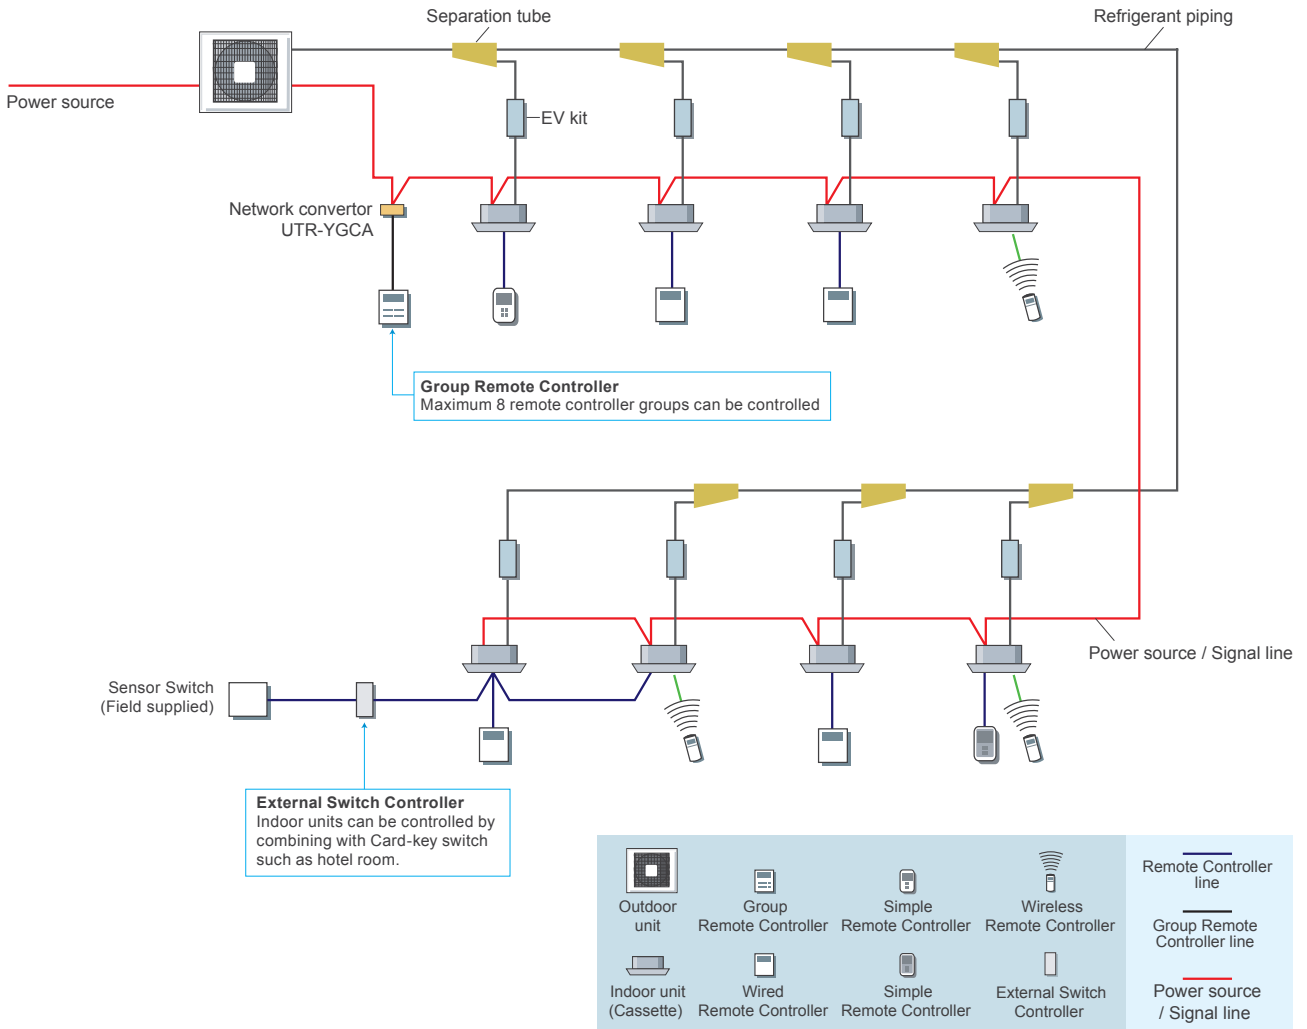 Separation tube
Refrigerant piping
Power source
EV kit
Network convertor
UTR-YGCA
Group Remote Controller
Maximum 8 remote controller groups can be controlled
Power source / Signal line
Sensor Switch
(Field supplied)
External Switch Controller
Indoor units can be controlled by
combining with Card-key switch
such as hotel room.
Outdoor
unit
Group
Remote Controller
Simple
Remote Controller
Wireless
Remote Controller
Indoor unit
(Cassette)
Wired
Remote Controller
Simple
Remote Controller
External Switch
Controller
Remote Controller
line
Group Remote
Controller line
Power source
/ Signal line